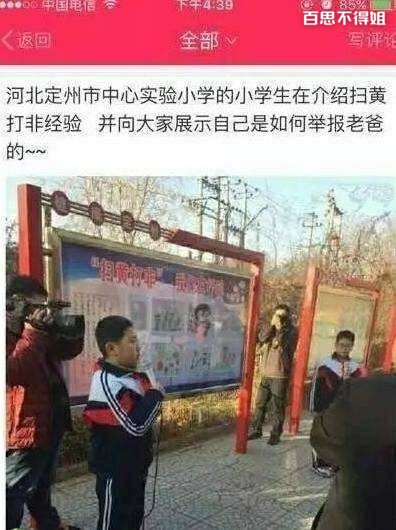 中国电信
下午4:39
百思不得姐
返回
全部
写评论
河北定州市中心实验小学的小学生在介绍扫黄
打非经验 并向大家展示自己是如何举报老爸
的~~
“扫黄打非”